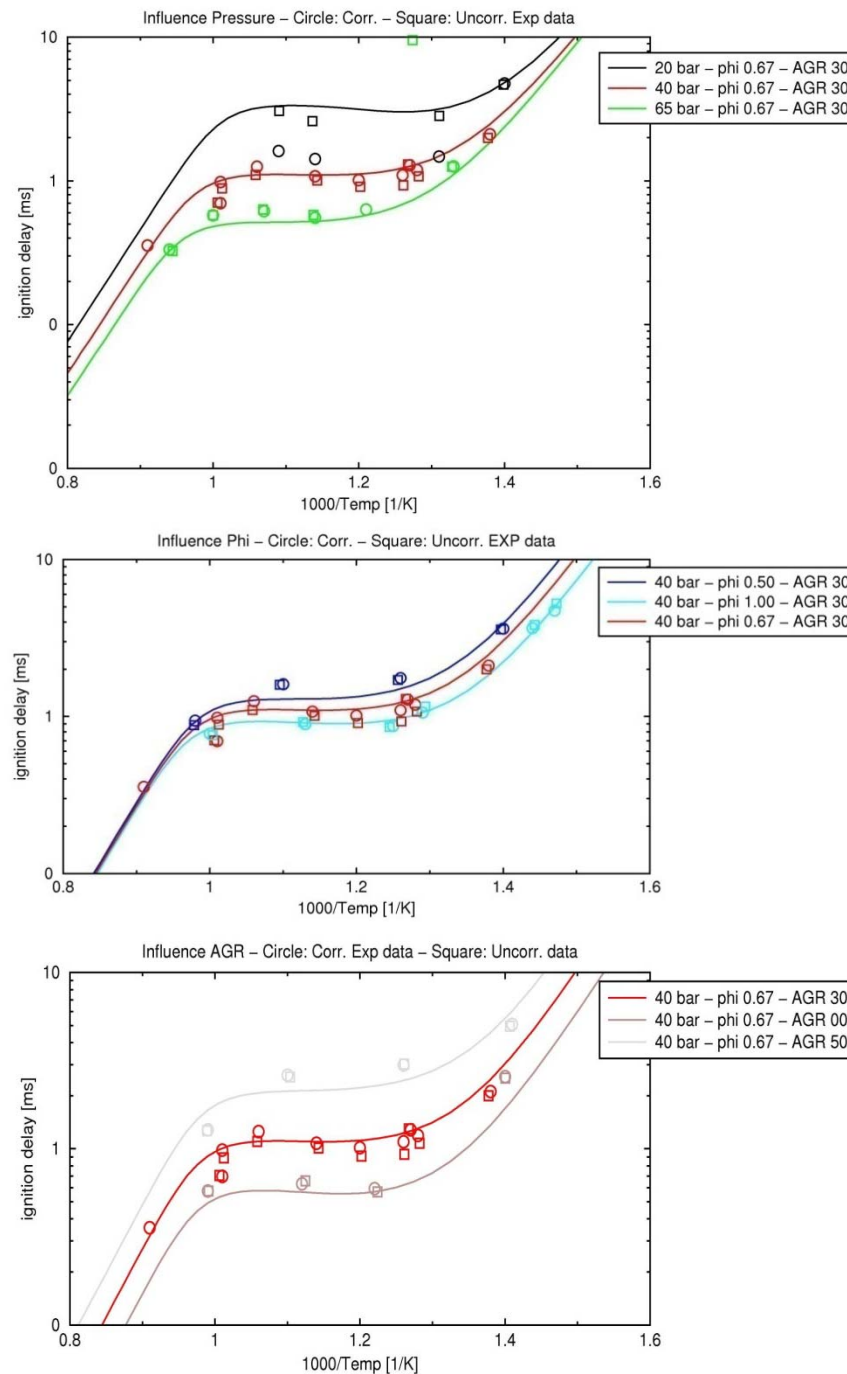 Influence Pressure – Circle: Corr. – Square: Uncorr. Exp data
10
1
0
0
ignition delay [ms]
0.8
1
1.2
1.4
1.6
1000/Temp [1/K]
20 bar – phi 0.67 – AGR 30
40 bar – phi 0.67 – AGR 30
65 bar – phi 0.67 – AGR 30
Influence Phi – Circle: Corr. – Square: Uncorr. EXP data
10
1
0
ignition delay [ms]
0.8
1
1.2
1.4
1.6
1000/Temp [1/K]
40 bar – phi 0.50 – AGR 30
40 bar – phi 1.00 – AGR 30
40 bar – phi 0.67 – AGR 30
Influence AGR – Circle: Corr. Exp data – Square: Uncorr. data
10
1
0
ignition delay [ms]
0.8
1
1.2
1.4
1.6
1000/Temp [1/K]
40 bar – phi 0.67 – AGR 30
40 bar – phi 0.67 – AGR 00
40 bar – phi 0.67 – AGR 50